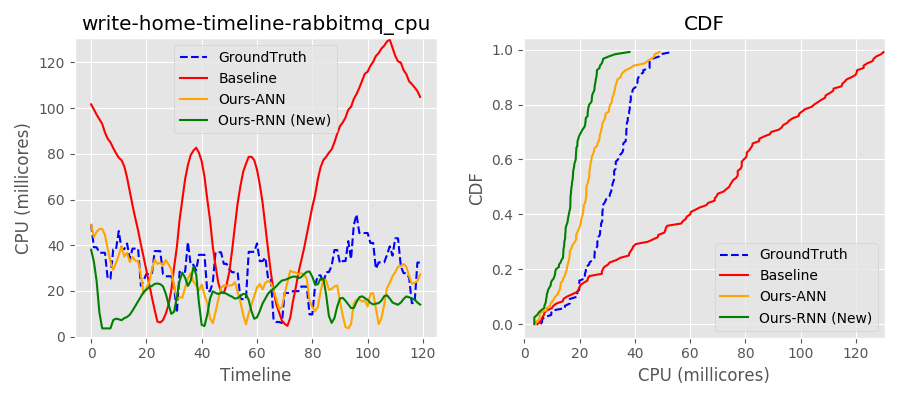 write-home-timeline-rabbitmq_cpu
CPU (millicores)
120
100
80
60
40
20
0
GroundTruth
Baseline
Ours-ANN
Ours-RNN (New)
0 20 40 60 80 100 120
Timeline
CDF
CDF
1.0
0.8
0.6
0.4
0.2
0.0
GroundTruth
Baseline
Ours-ANN
Ours-RNN (New)
0 20 40 60 80 100 120
CPU (millicores)